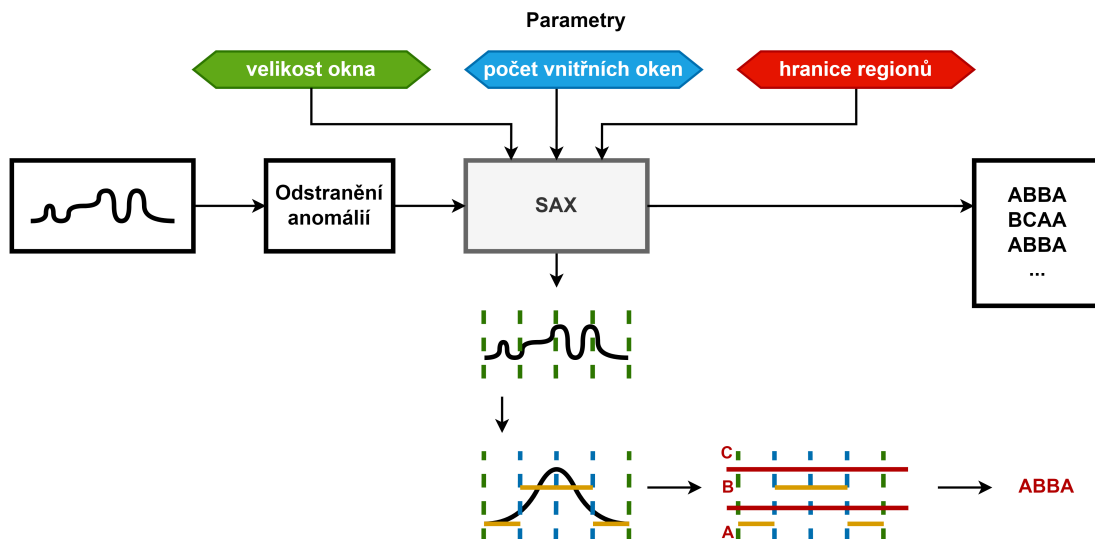 Parametry
velikost okna
počet vnitřních oken
hranice regionů
Odstranění
anomálií
SAX
ABBA
BCAA
ABBA
...
C
B
A
ABBA